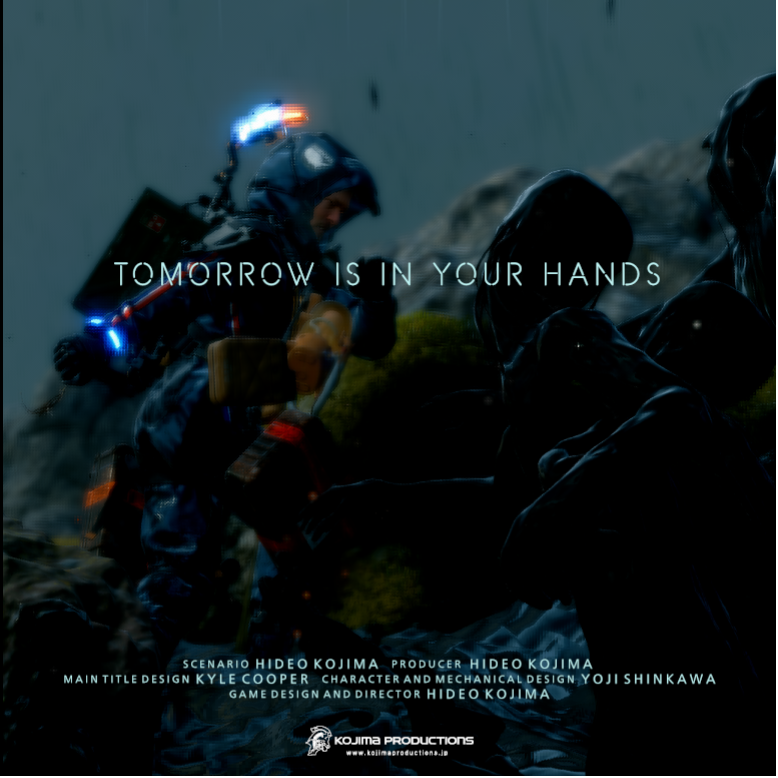 TOMORROW IS IN YOUR HANDS
SCENARIO HIDEO KOJIMA PRODUCER HIDEO KOJIMA
MAIN TITLE DESIGN KYLE COOPER CHARACTER AND MECHANICAL DESIGN YOJI SHINKAWA
GAME DESIGN AND DIRECTOR HIDEO KOJIMA
KOJIMA PRODUCTIONS
www.kojimaproductions.jp